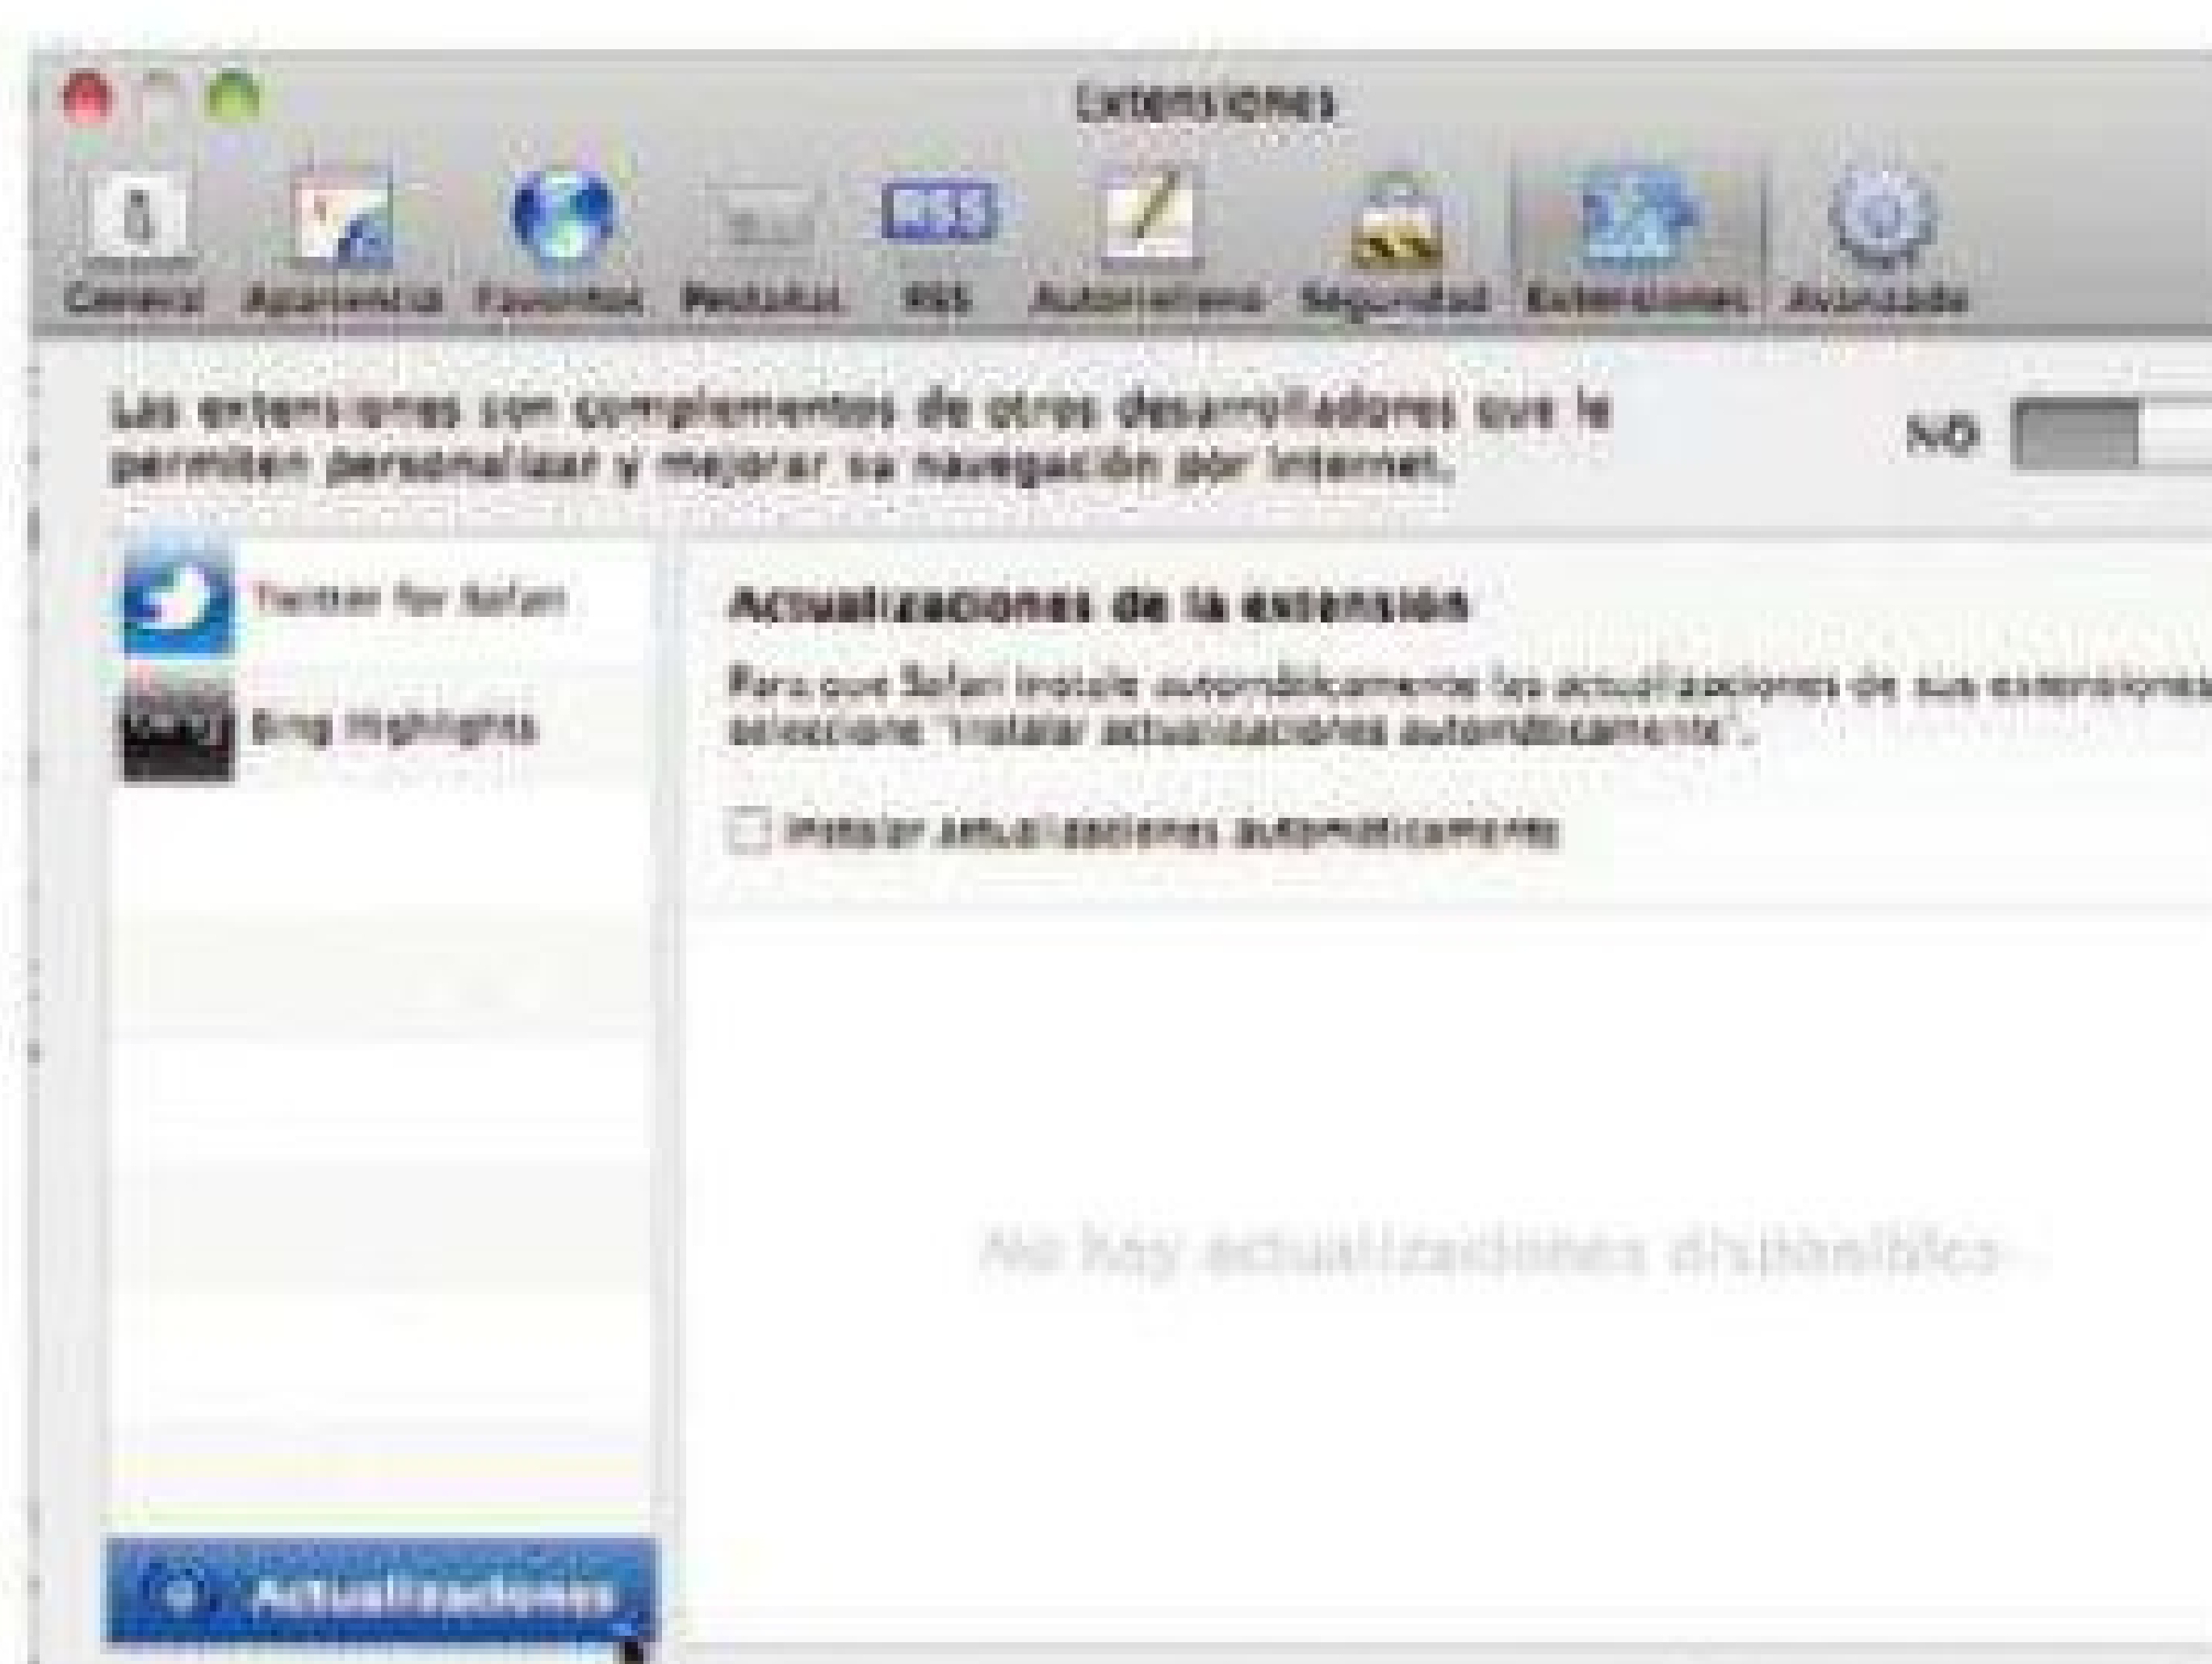 Extensiones
General Apariencia Favoritos Pestañas RSS Autorrelleno Seguridad Extensiones Avanzado
RSS
Las extensiones son complementos de otros desarrolladores que le
permiten personalizar y mejorar su navegación por Internet.
NO
Twitter for Safari
Bing Highlights
Actualizaciones de la extensión
Para que Safari instale automáticamente las actualizaciones de sus extensiones
seleccione "Instalar actualizaciones automáticamente".
Instalar actualizaciones automáticamente
No hay actualizaciones disponibles
Actualizaciones